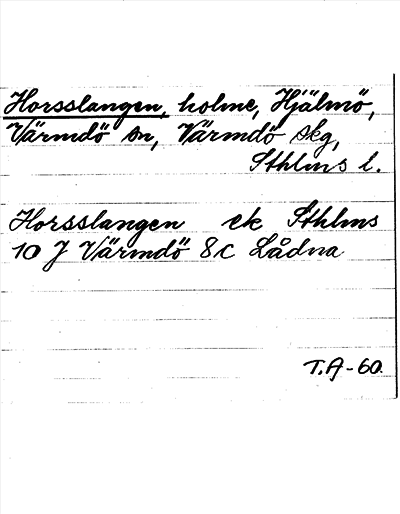 Horsslangen, holme, Hjälmö,
Värmdö sn, Värmdö skg,
Sthlms l.
Horsslangen ek Sthlms
10 J Värmdö 8c Lådna
T.A-60.